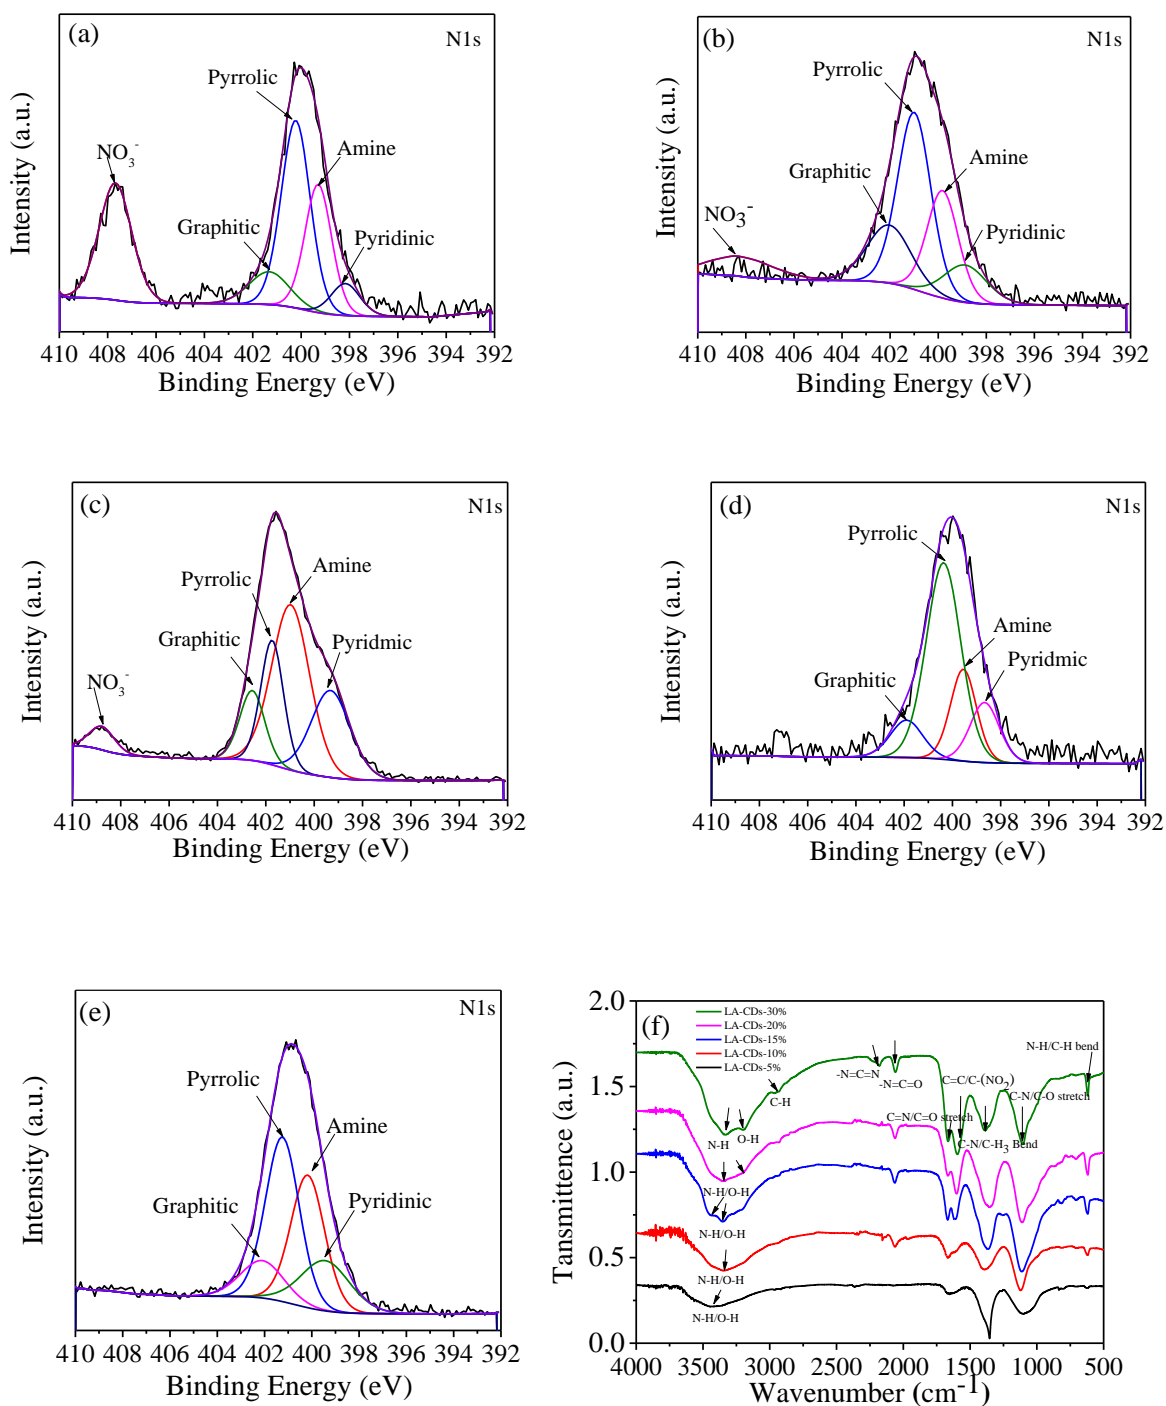 (a)
N1s
Pyrrolic
NO3-
Amine
Graphitic
Pyridinic
Intensity (a.u.)
410 408 406 404 402 400 398 396 394 392
Binding Energy (eV)
(b)
N1s
Pyrrolic
Graphitic
Amine
NO3-
Pyridinic
Intensity (a.u.)
410 408 406 404 402 400 398 396 394 392
Binding Energy (eV)
(c)
N1s
Pyrrolic
Amine
Graphitic
Pyridmic
NO3-
Intensity (a.u.)
410 408 406 404 402 400 398 396 394 392
Binding Energy (eV)
(d)
N1s
Pyrrolic
Amine
Graphitic
Pyridmic
Intensity (a.u.)
410 408 406 404 402 400 398 396 394 392
Binding Energy (eV)
(e)
N1s
Pyrrolic
Amine
Graphitic
Pyridinic
Intensity (a.u.)
410 408 406 404 402 400 398 396 394 392
Binding Energy (eV)
(f)
LA-CDs-30%
LA-CDs-20%
LA-CDs-15%
LA-CDs-10%
LA-CDs-5%
N-H/C-H bend
-N=C=N
-N=C=O
C=C/C-(NO2)
C-N/C-O stretch
C-H
C=N/C=O stretch
N-H
O-H
C-N/C-H3 Bend
N-H/O-H
N-H/O-H
N-H/O-H
N-H/O-H
2.0
1.5
1.0
0.5
0.0
Tansmittence (a.u.)
4000 3500 3000 2500 2000 1500 1000 500
Wavenumber (cm-1)